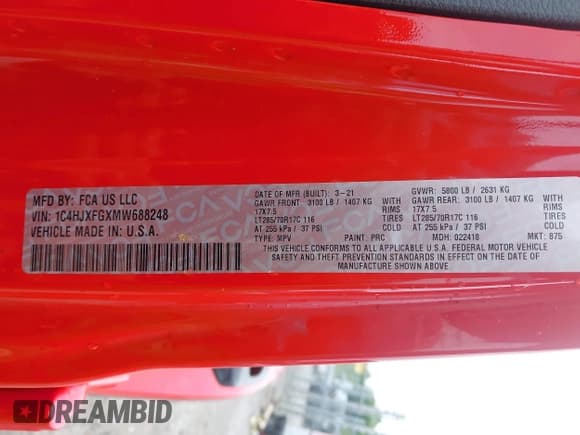 MFD BY: FCA US LLC
VIN: 1C4HJXFGXMW688248
VEHICLE MADE IN: U.S.A.
DATE OF MFR (BUILT): 3-21 GVWR: 5800 LB / 2631 KG
GAWR FRONT: 3100 LB / 1407 KG WITH GAWR REAR: 3100 LB / 1407 KG WITH
17X7.5 RIMS 17X7.5 RIMS
LT285/70R17C 116 TIRES LT285/70R17C 116 TIRES
AT 255 kPa / 37 PSI COLD AT 255 kPa / 37 PSI COLD
TYPE: MPV PAINT: PRC MDH: 022418 MKT: 875
THIS VEHICLE CONFORMS TO ALL APPLICABLE U.S.A. FEDERAL MOTOR VEHICLE
SAFETY AND THEFT PREVENTION STANDARDS IN EFFECT ON THE DATE OF
MANUFACTURE SHOWN ABOVE.
DREAMBID